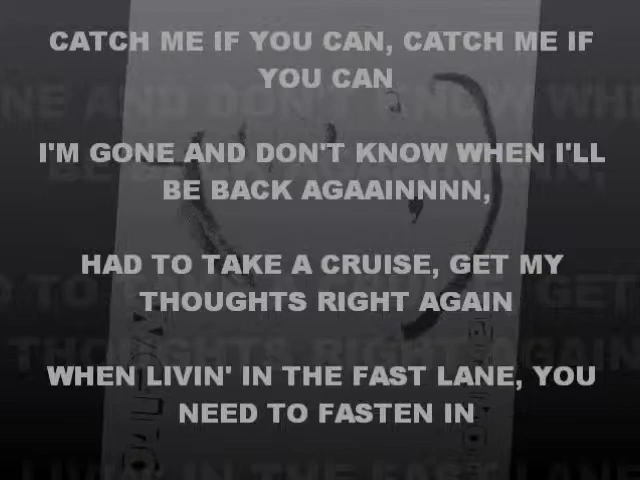 CATCH ME IF YOU CAN, CATCH ME IF
YOU CAN
I'M GONE AND DON'T KNOW WHEN I'LL
BE BACK AGAAINNNN,
HAD TO TAKE A CRUISE, GET MY
THOUGHTS RIGHT AGAIN
WHEN LIVIN' IN THE FAST LANE, YOU
NEED TO FASTEN IN